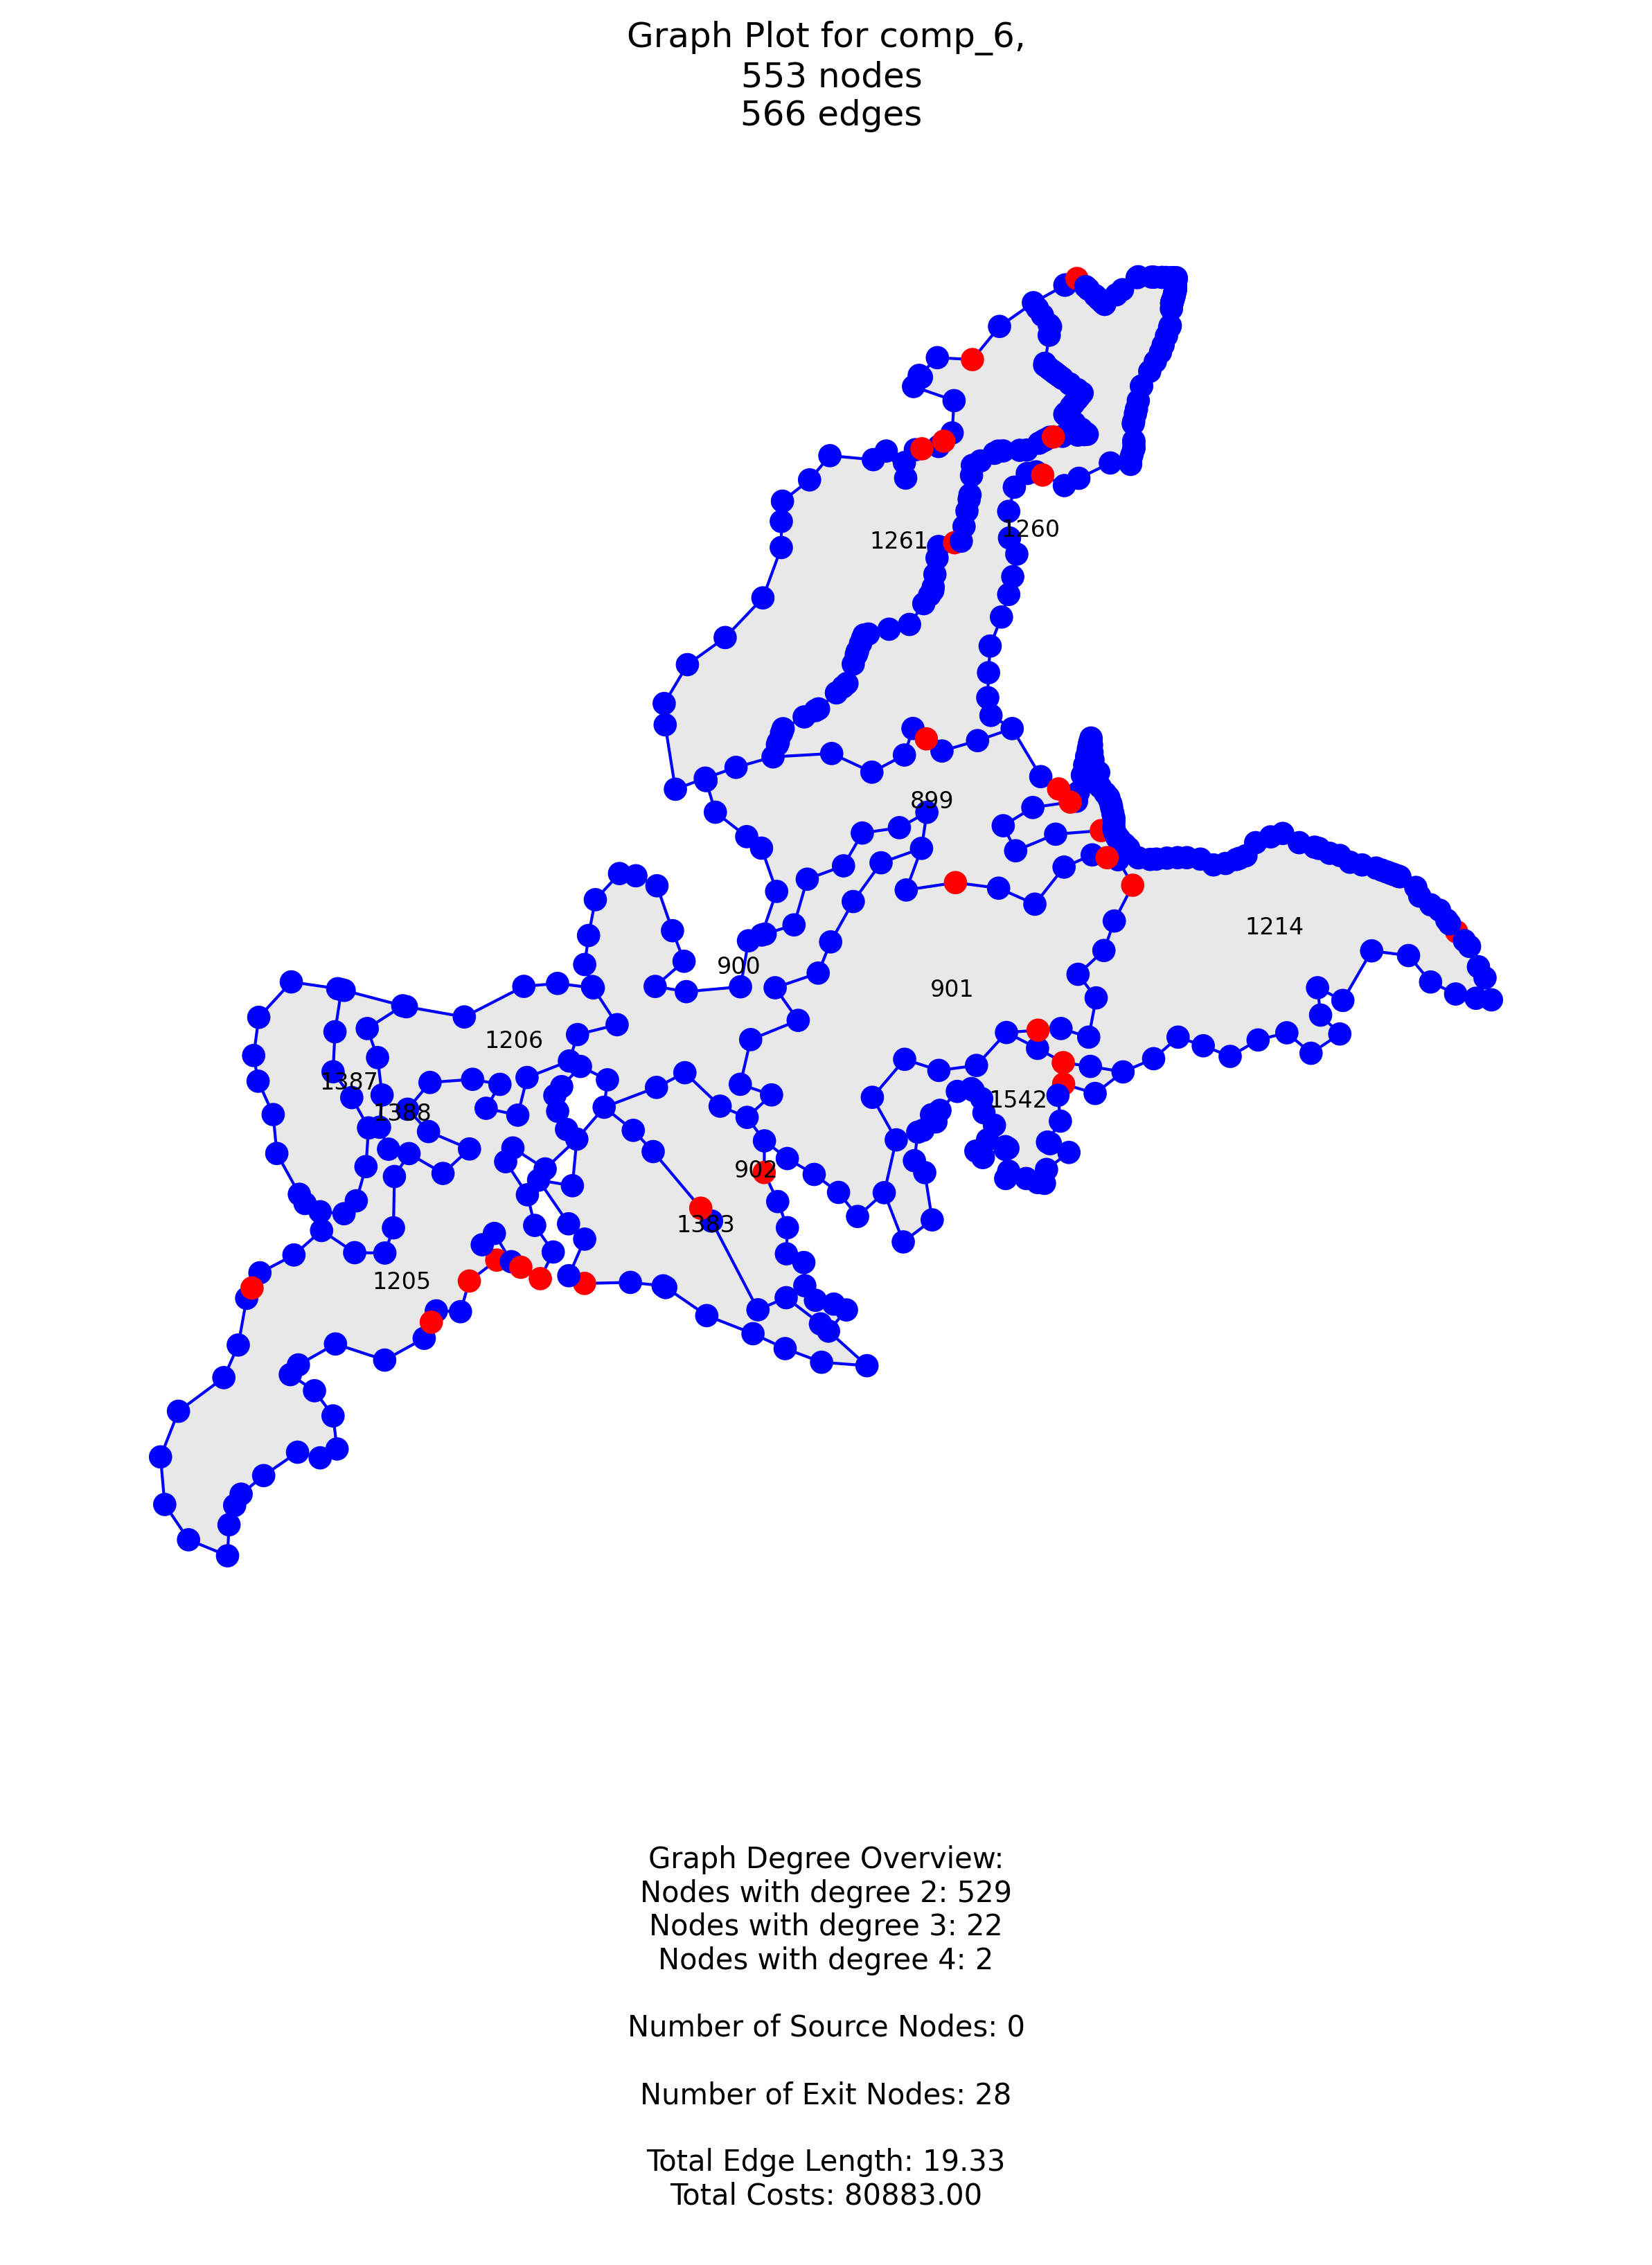 Graph Plot for comp_6,
553 nodes
566 edges
1261
1260
899
1214
900
901
1206
1387
1388
1542
902
1383
1205
Graph Degree Overview:
Nodes with degree 2: 529
Nodes with degree 3: 22
Nodes with degree 4: 2
Number of Source Nodes: 0
Number of Exit Nodes: 28
Total Edge Length: 19.33
Total Costs: 80883.00